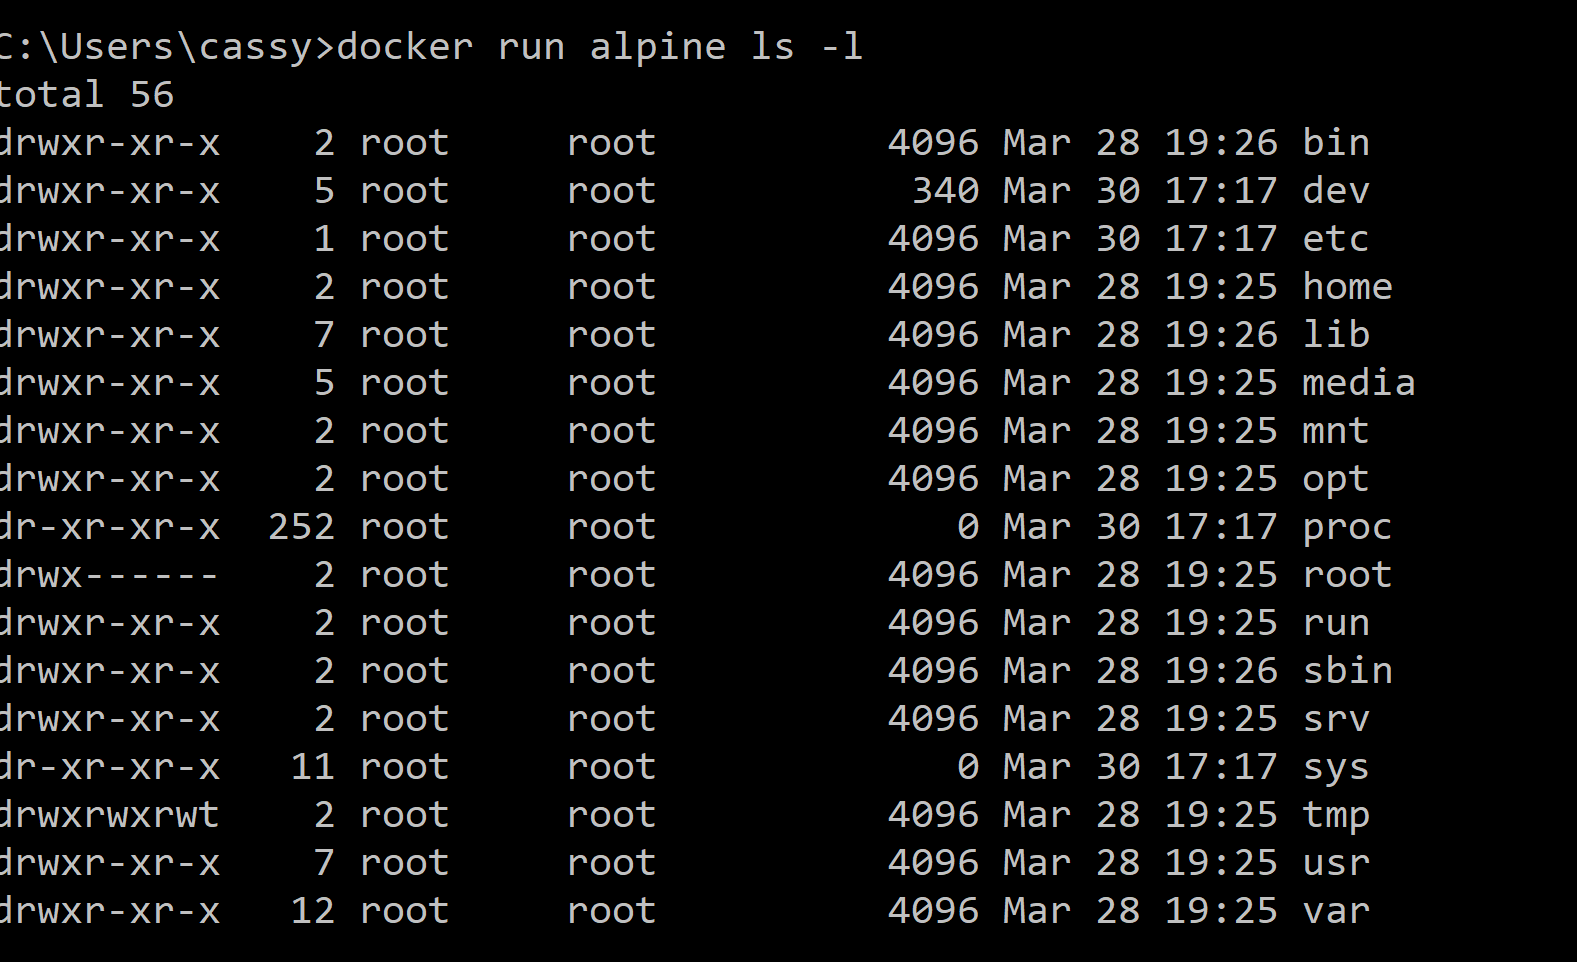 C:\Users\cassy>docker run alpine ls -l
total 56
drwxr-xr-x    2 root     root          4096 Mar 28 19:26 bin
drwxr-xr-x    5 root     root           340 Mar 30 17:17 dev
drwxr-xr-x    1 root     root          4096 Mar 30 17:17 etc
drwxr-xr-x    2 root     root          4096 Mar 28 19:25 home
drwxr-xr-x    7 root     root          4096 Mar 28 19:26 lib
drwxr-xr-x    5 root     root          4096 Mar 28 19:25 media
drwxr-xr-x    2 root     root          4096 Mar 28 19:25 mnt
drwxr-xr-x    2 root     root          4096 Mar 28 19:25 opt
dr-xr-xr-x  252 root     root             0 Mar 30 17:17 proc
drwx------    2 root     root          4096 Mar 28 19:25 root
drwxr-xr-x    2 root     root          4096 Mar 28 19:25 run
drwxr-xr-x    2 root     root          4096 Mar 28 19:26 sbin
drwxr-xr-x    2 root     root          4096 Mar 28 19:25 srv
dr-xr-xr-x   11 root     root             0 Mar 30 17:17 sys
drwxrwxrwt    2 root     root          4096 Mar 28 19:25 tmp
drwxr-xr-x    7 root     root          4096 Mar 28 19:25 usr
drwxr-xr-x   12 root     root          4096 Mar 28 19:25 var